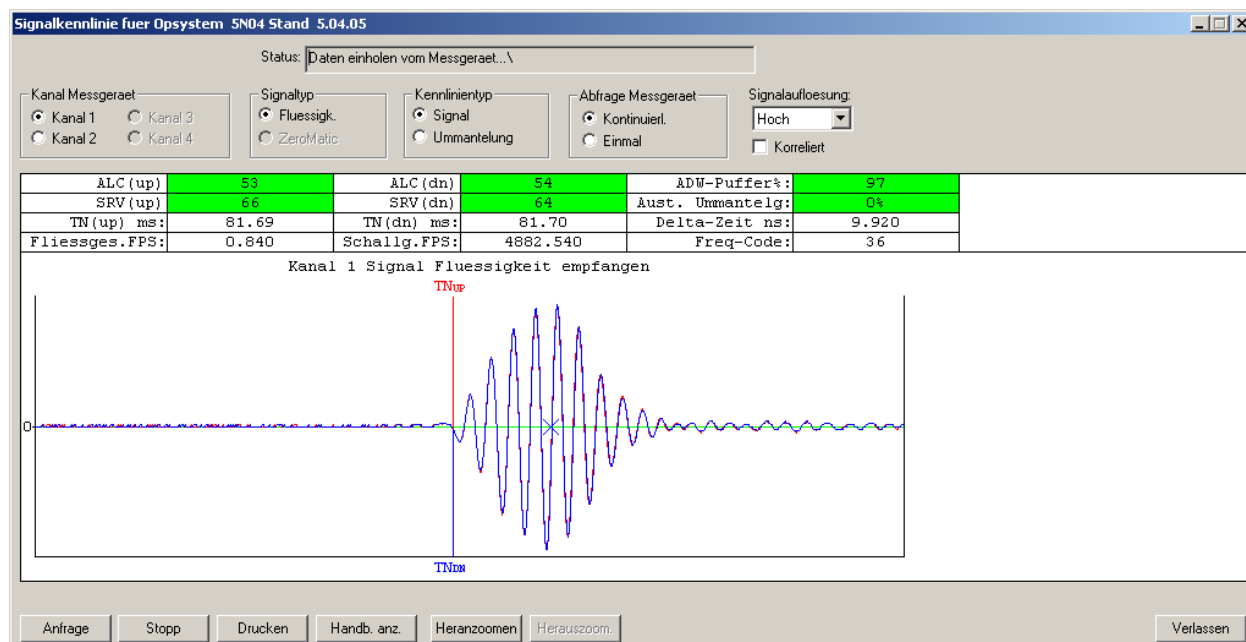 Signalkennlinie fuer Opsystem 5N04 Stand 5.04.05
Status: Daten einholen vom Messgeraet...\
Kanal Messgeraet
Kanal 1 Kanal 3
Kanal 2 Kanal 4
Signaltyp
Fluessigk.
ZeroMatic
Kennlinientyp
Signal
Ummantelung
Abfrage Messgeraet
Kontinuierl.
Einmal
Signalaufloesung:
Hoch
Korreliert
ALC(up) 53 ALC(dn) 54 ADW-Puffer%: 97
SRV(up) 66 SRV(dn) 64 Aust. Ummantelg: 0%
TN(up) ms: 81.69 TN(dn) ms: 81.70 Delta-Zeit ns: 9.920
Fliessges.FPS: 0.840 Schallg.FPS: 4882.540 Freq-Code: 36
Kanal 1 Signal Fluessigkeit empfangen
TNUP
0
TNDN
Anfrage Stopp Drucken Handb. anz. Heranzoomen Herauszoom. Verlassen